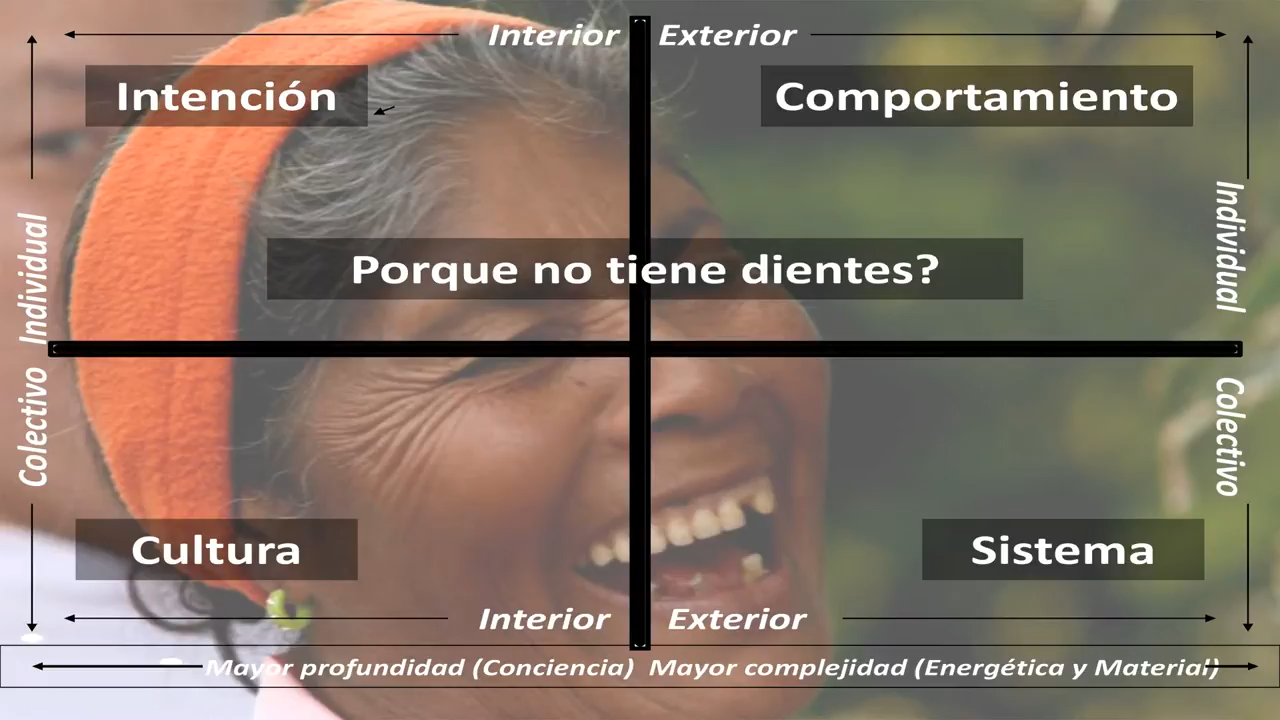 Interior Exterior
Intención Comportamiento
Individual Individual
Porque no tiene dientes?
Colectivo Colectivo
Cultura Sistema
Interior Exterior
Mayor profundidad (Conciencia) Mayor complejidad (Energética y Material)